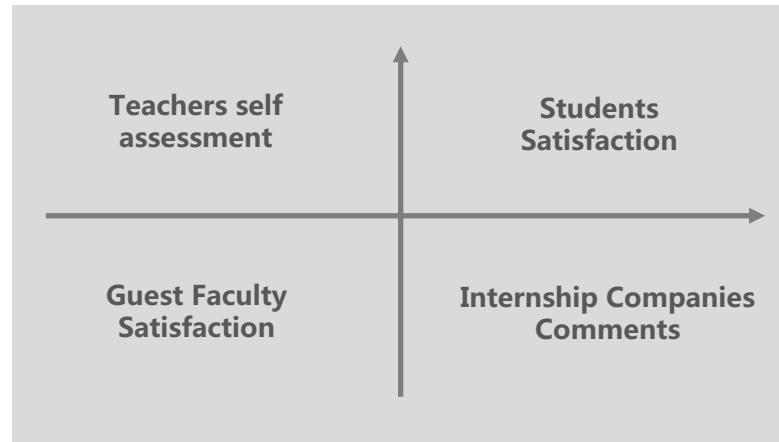 Teachers self
assessment
Students
Satisfaction
Guest Faculty
Satisfaction
Internship Companies
Comments